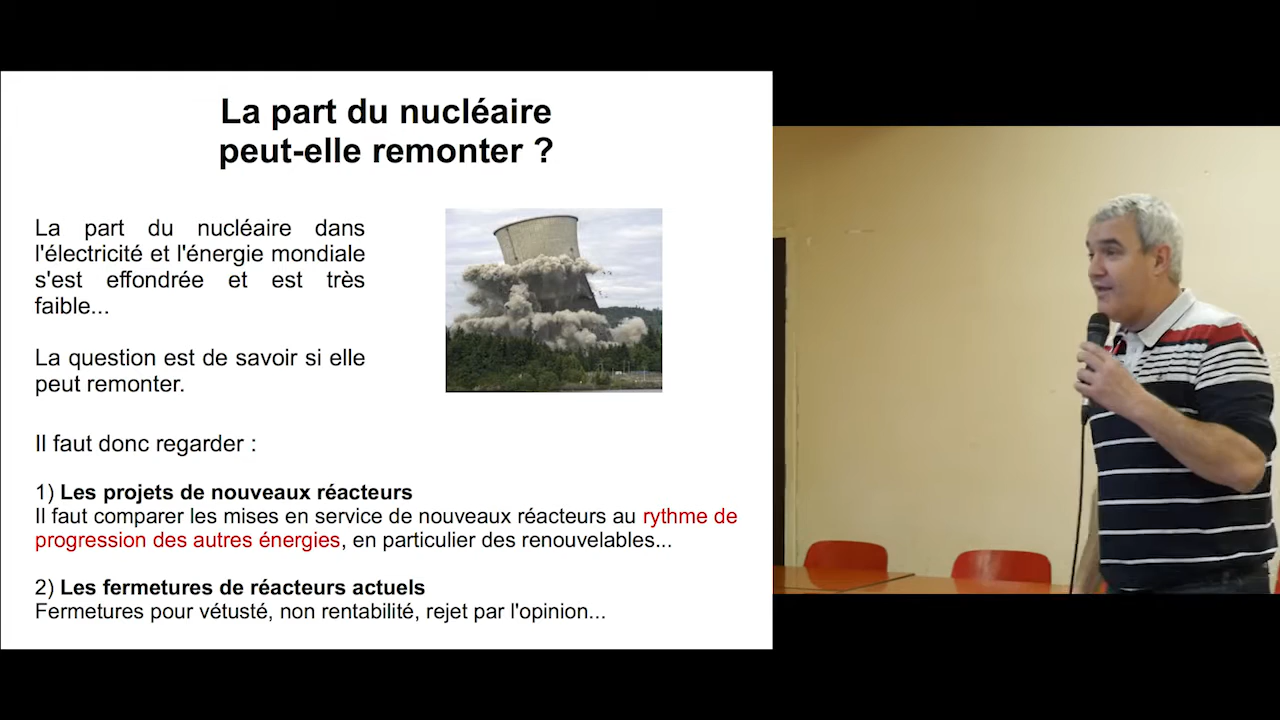 La part du nucléaire
peut-elle remonter ?
La part du nucléaire dans
l'électricité et l'énergie mondiale
s'est effondrée et est très
faible...
La question est de savoir si elle
peut remonter.
Il faut donc regarder :
1) Les projets de nouveaux réacteurs
Il faut comparer les mises en service de nouveaux réacteurs au rythme de
progression des autres énergies, en particulier des renouvelables...
2) Les fermetures de réacteurs actuels
Fermetures pour vétusté, non rentabilité, rejet par l'opinion...